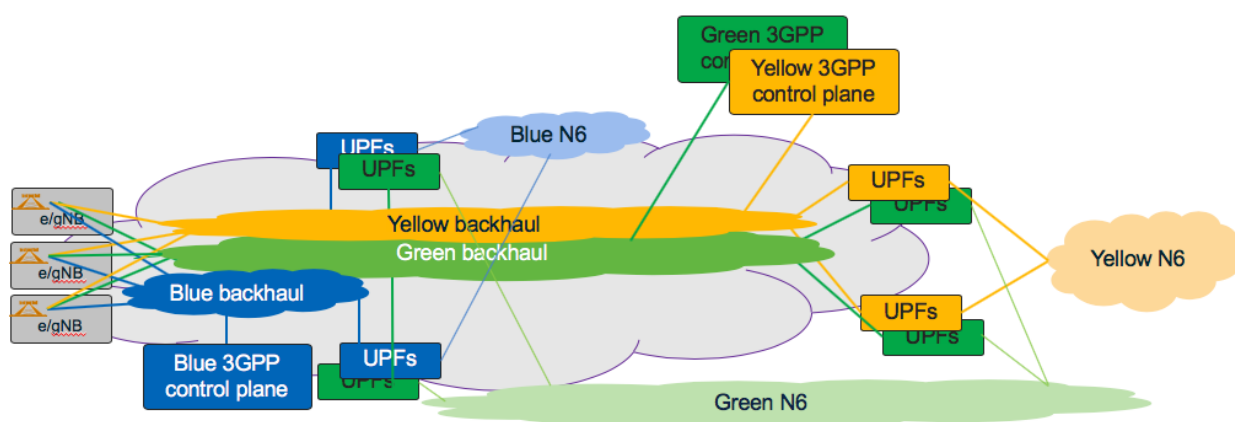 Green 3GPP
Yellow 3GPP
control plane
Blue N6
UPFs
UPFs
UPFs
UPFs
e/gNB
e/gNB
e/gNB
Yellow backhaul
Green backhaul
Blue backhaul
Yellow N6
UPFs
UPFs
Blue 3GPP
control plane
UPFs
UPFs
Green N6